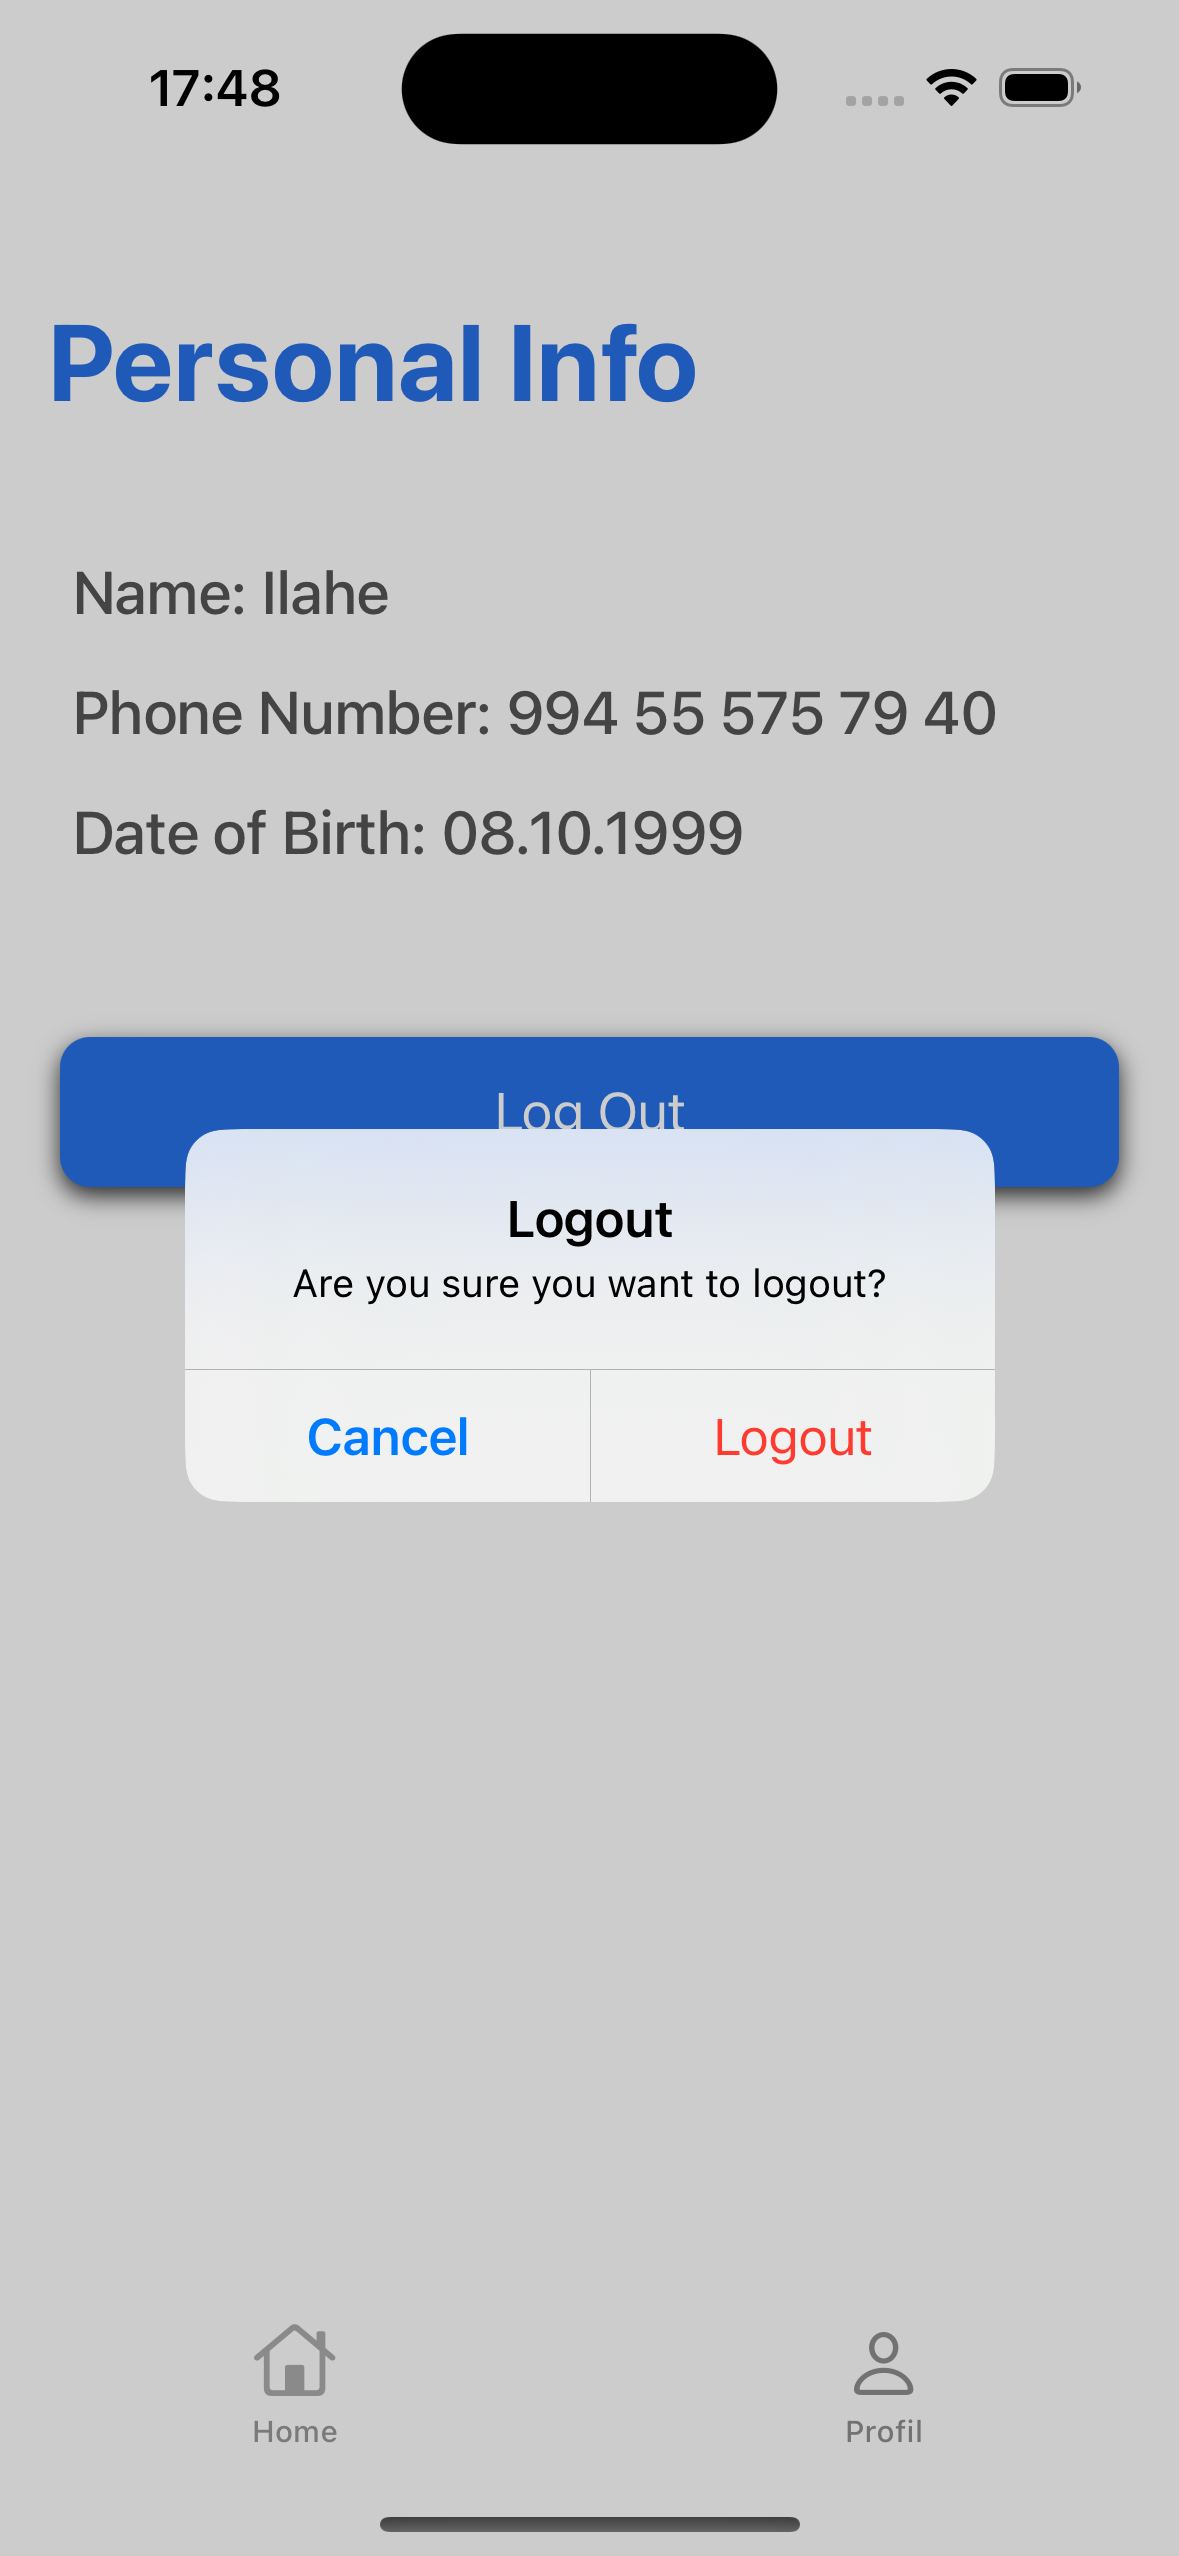 17:48
Personal Info
Name: Ilahe
Phone Number: 994 55 575 79 40
Date of Birth: 08.10.1999
Log Out
Logout
Are you sure you want to logout?
Cancel Logout
Home Profil